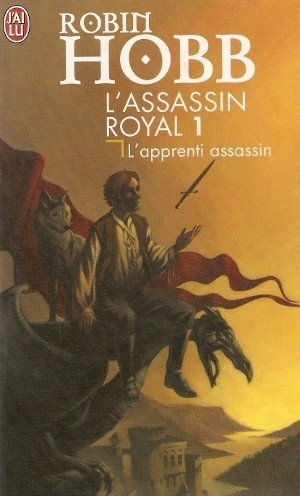 J'AI
LU
ROBIN
HOBB
L'ASSASSIN
ROYAL 1
L'apprenti assassin